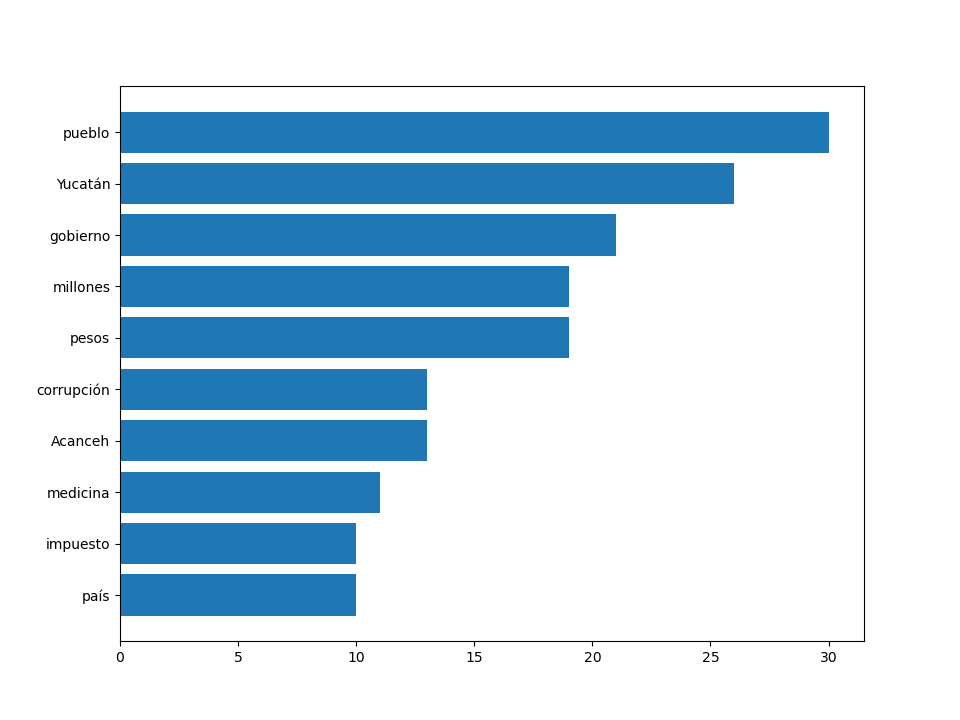 pueblo
Yucatán
gobierno
millones
pesos
corrupción
Acanceh
medicina
impuesto
país
0 5 10 15 20 25 30